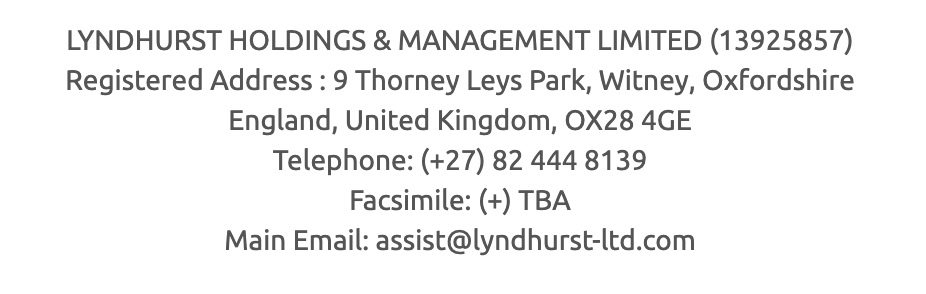 LYNDHURST HOLDINGS & MANAGEMENT LIMITED (13925857)
Registered Address : 9 Thorney Leys Park, Witney, Oxfordshire
England, United Kingdom, OX28 4GE
Telephone: (+27) 82 444 8139
Facsimile: (+) TBA
Main Email: assist@lyndhurst-ltd.com